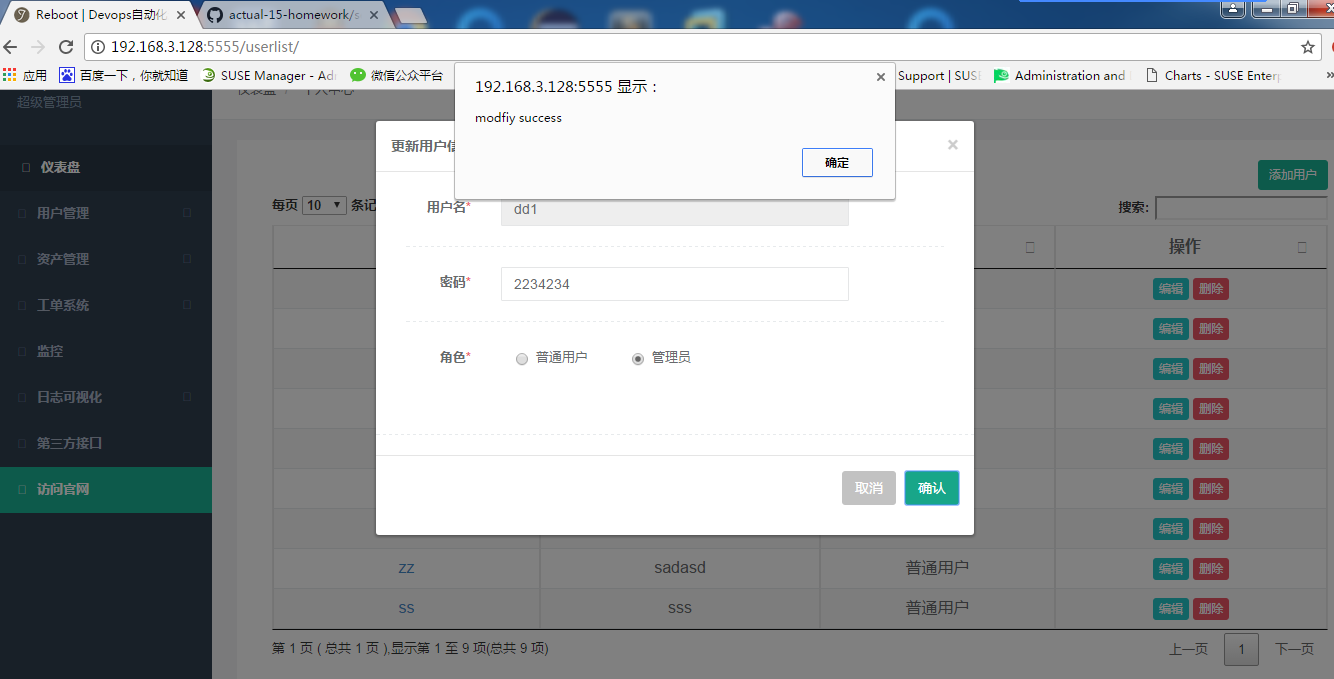 Reboot | Devops自动化
actual-15-homework/s
192.168.3.128:5555/userlist/
应用 百度一下，你就知道 SUSE Manager - Ad 微信公众平台 Support | SUS Administration and Charts - SUSE Enter »
192.168.3.128:5555 显示：
modfiy success
确定
超级管理员
仪表盘
用户管理
资产管理
工单系统
监控
日志可视化
第三方接口
访问官网
仪表盘 / 个人中心
添加用户
每页 10 条记
搜索:
操作
更新用户信
×
用户名* dd1
密码* 2234234
角色* 普通用户 管理员
取消 确认
编辑 删除
编辑 删除
编辑 删除
编辑 删除
编辑 删除
编辑 删除
编辑 删除
zz sadasd 普通用户 编辑 删除
ss sss 普通用户 编辑 删除
第 1 页 ( 总共 1 页 ),显示第 1 至 9 项(总共 9 项)
上一页 1 下一页